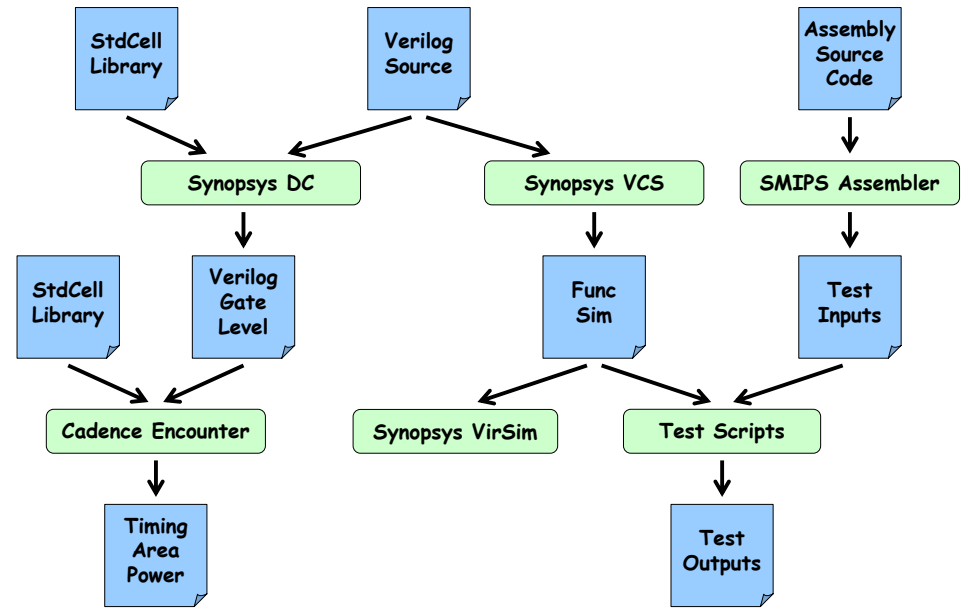 StdCell
Library
Verilog
Source
Assembly
Source
Code
Synopsys DC
Synopsys VCS
SMIPS Assembler
StdCell
Library
Verilog
Gate
Level
Func
Sim
Test
Inputs
Cadence Encounter
Synopsys VirSim
Test Scripts
Timing
Area
Power
Test
Outputs